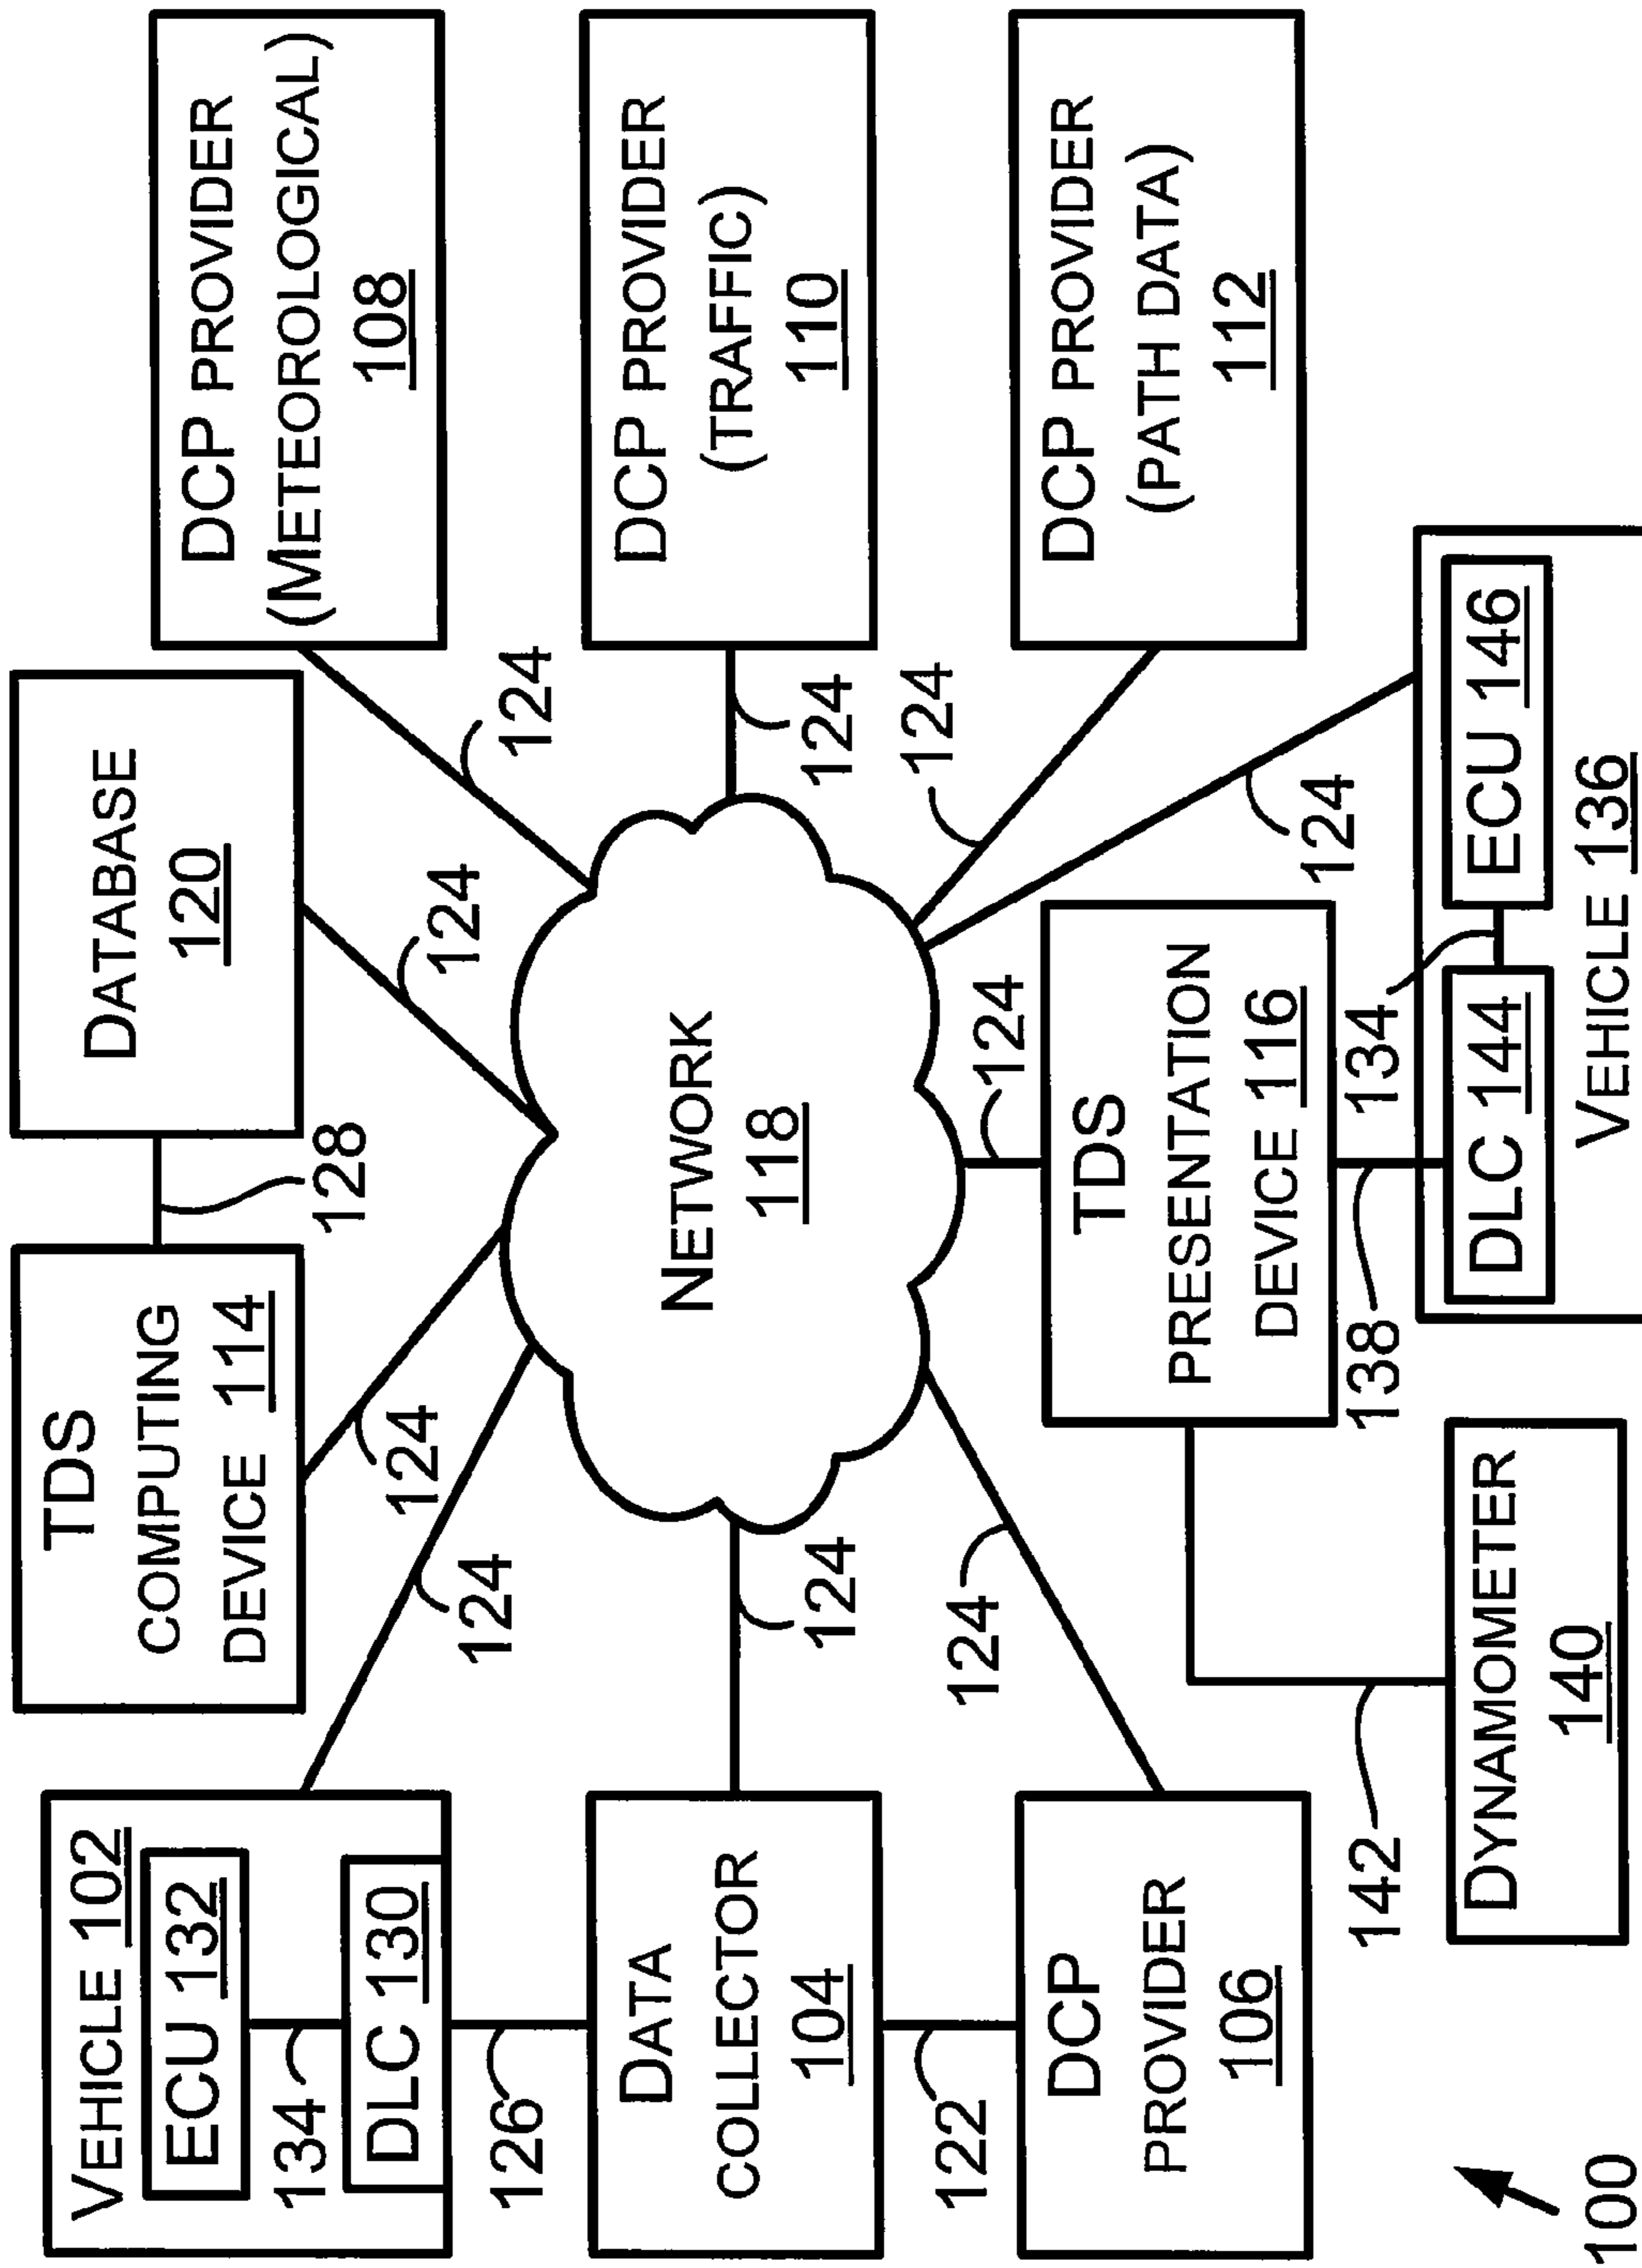 VEHICLE 102
ECU 132
134
DLC 130
126
DATA
COLLECTOR
104
122
DCP
PROVIDER
106
100
TDS
COMPUTING
DEVICE 114
128
DATABASE
120
124
124
124
124
124
124
NETWORK
118
DCP PROVIDER
(METEOROLOGICAL)
108
124
124
DCP PROVIDER
(TRAFFIC)
110
124
DCP PROVIDER
(PATH DATA)
112
124
TDS
PRESENTATION
DEVICE 116
142
DYNAMOMETER
140
138
134
DLC 144
ECU 146
VEHICLE 136